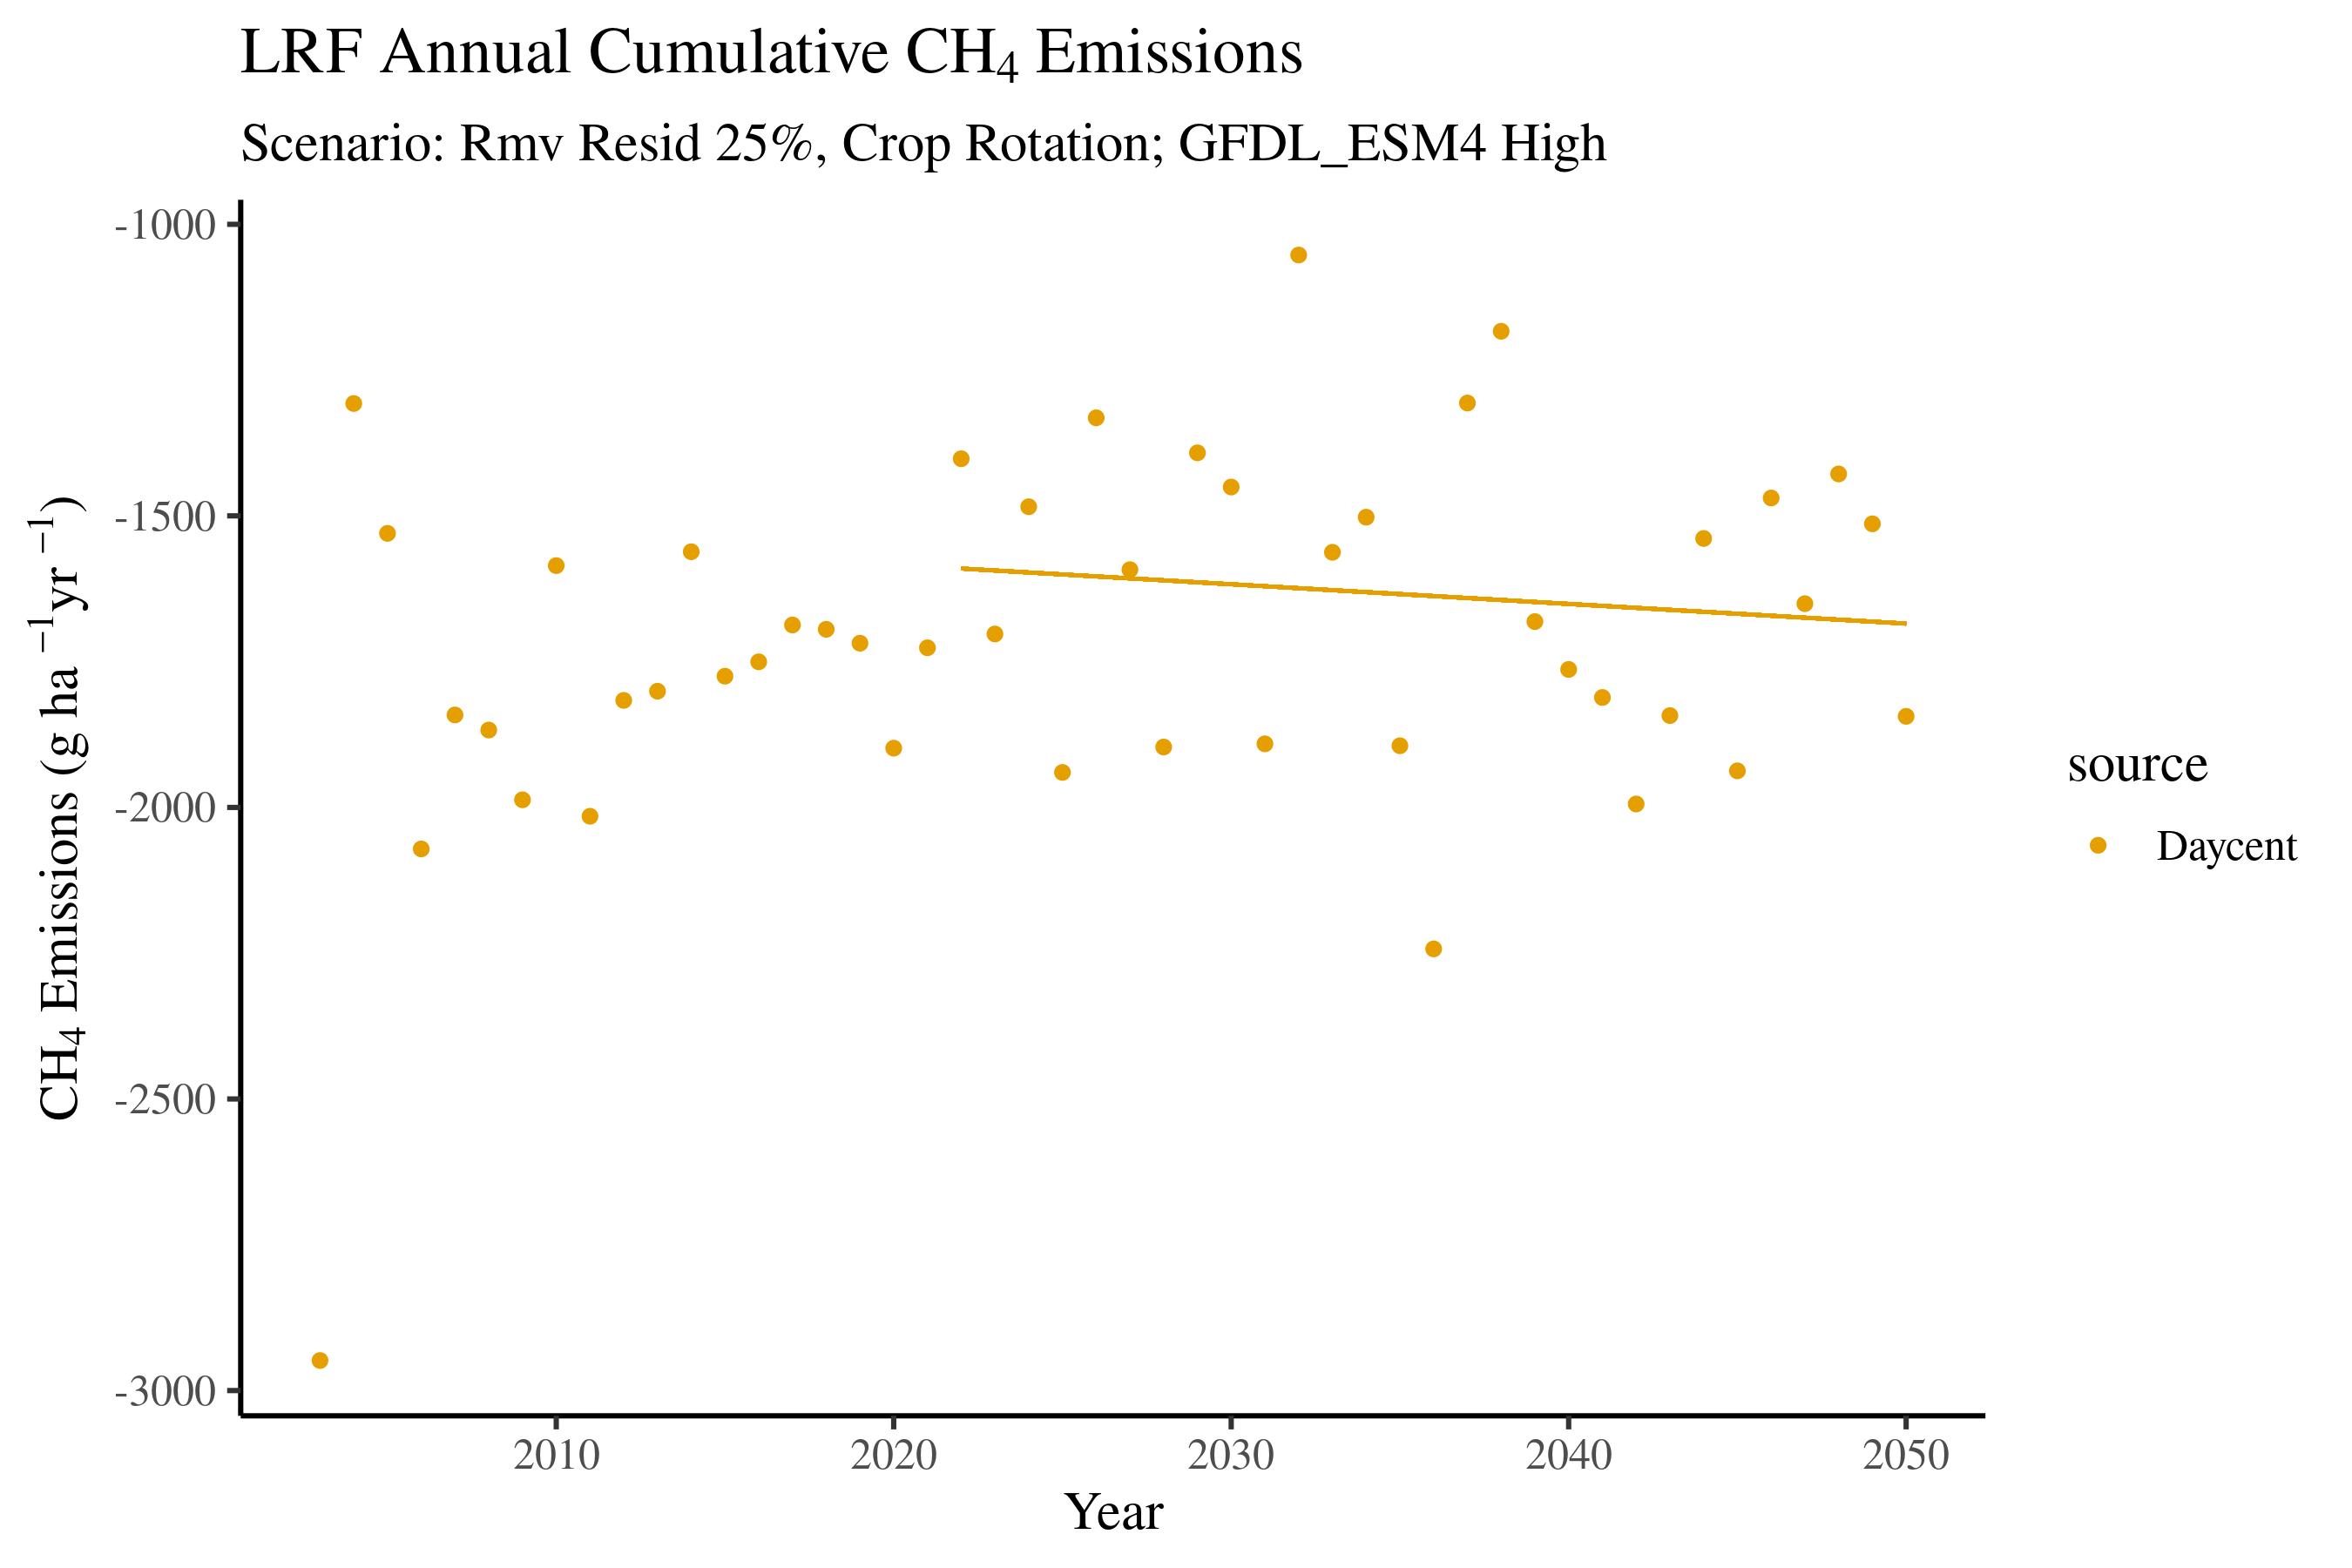 LRF Annual Cumulative CH₄ Emissions
Scenario: Rmv Resid 25%, Crop Rotation; GFDL_ESM4 High
CH₄ Emissions (g ha ⁻¹yr ⁻¹)
-1000
-1500
-2000
-2500
-3000
2010
2020
2030
2040
2050
Year
source
Daycent